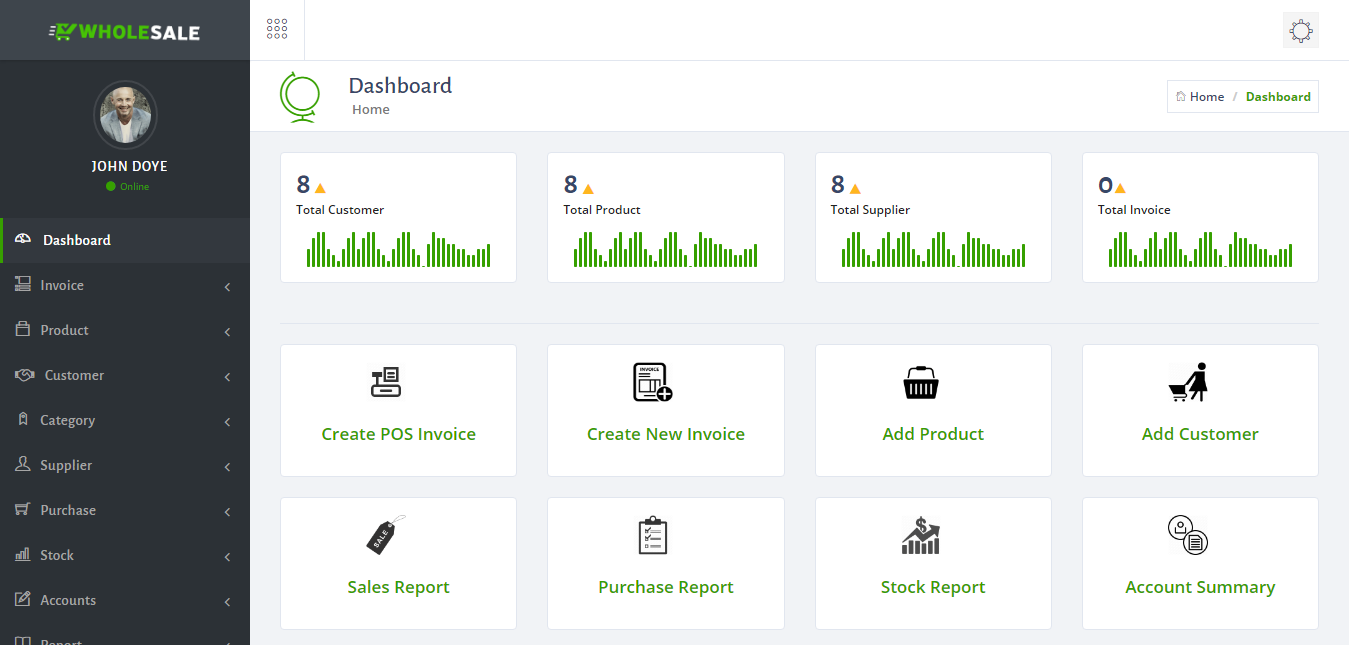 WHOLESALE
JOHN DOYE
Online
Dashboard
Invoice
Product
Customer
Category
Supplier
Purchase
Stock
Accounts
Report
Dashboard
Home
Home / Dashboard
8
Total Customer
8
Total Product
8
Total Supplier
0
Total Invoice
Create POS Invoice
INVOICE
Create New Invoice
Add Product
Add Customer
SALE
Sales Report
Purchase Report
$
Stock Report
Account Summary